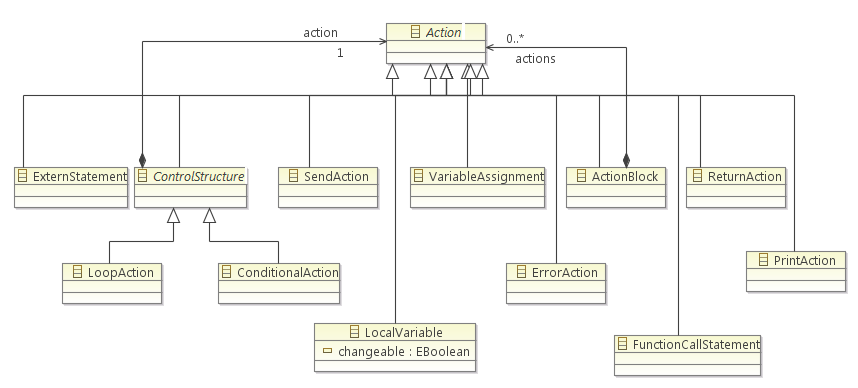 action
1
Action
0..*
actions
ExternStatement
ControlStructure
SendAction
VariableAssignment
ActionBlock
ReturnAction
LoopAction
ConditionalAction
ErrorAction
PrintAction
LocalVariable
changeable : EBoolean
FunctionCallStatement